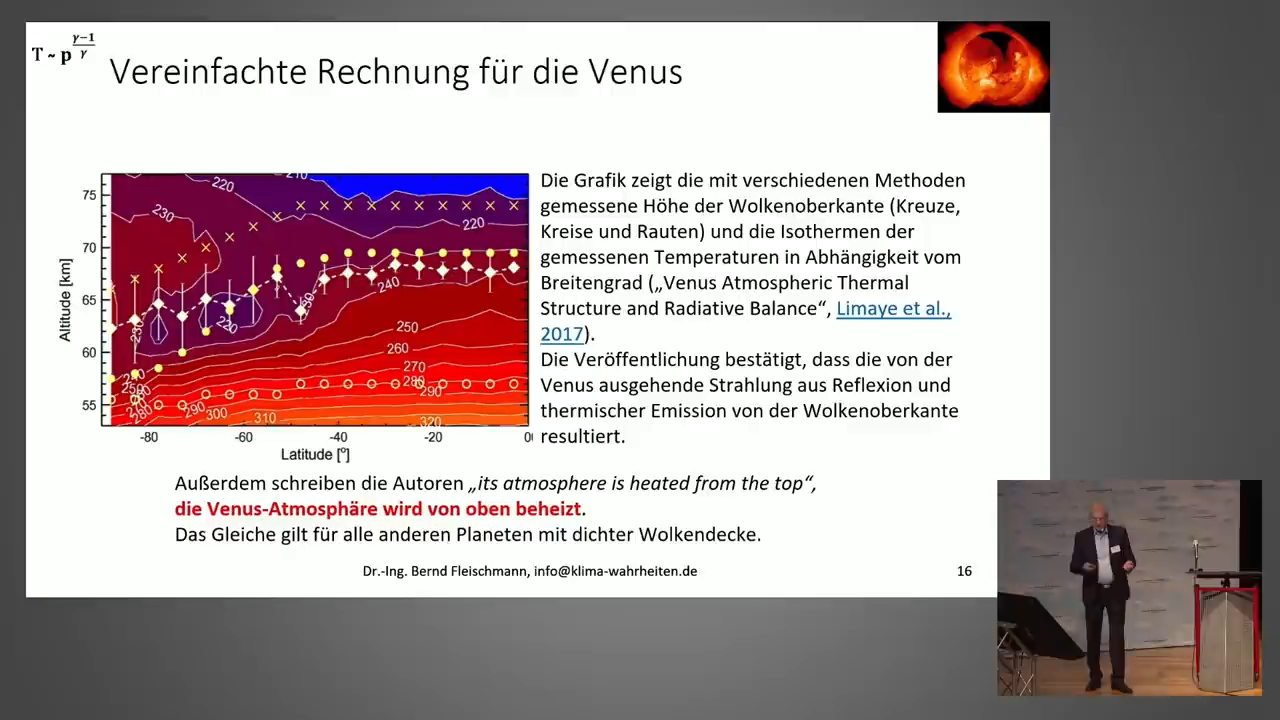 T ~ p^((γ−1)/γ)
Vereinfachte Rechnung für die Venus
Altitude [km]
75
70
65
60
55
-80
-60
-40
-20
Latitude [°]
220
210
230
220
240
250
260
270
280
290
320
310
300
290
280
220
Die Grafik zeigt die mit verschiedenen Methoden
gemessene Höhe der Wolkenoberkante (Kreuze,
Kreise und Rauten) und die Isothermen der
gemessenen Temperaturen in Abhängigkeit vom
Breitengrad („Venus Atmospheric Thermal
Structure and Radiative Balance“, Limaye et al.,
2017).
Die Veröffentlichung bestätigt, dass die von der
Venus ausgehende Strahlung aus Reflexion und
thermischer Emission von der Wolkenoberkante
resultiert.
Außerdem schreiben die Autoren „its atmosphere is heated from the top“,
die Venus-Atmosphäre wird von oben beheizt.
Das Gleiche gilt für alle anderen Planeten mit dichter Wolkendecke.
Dr.-Ing. Bernd Fleischmann, info@klima-wahrheiten.de
16